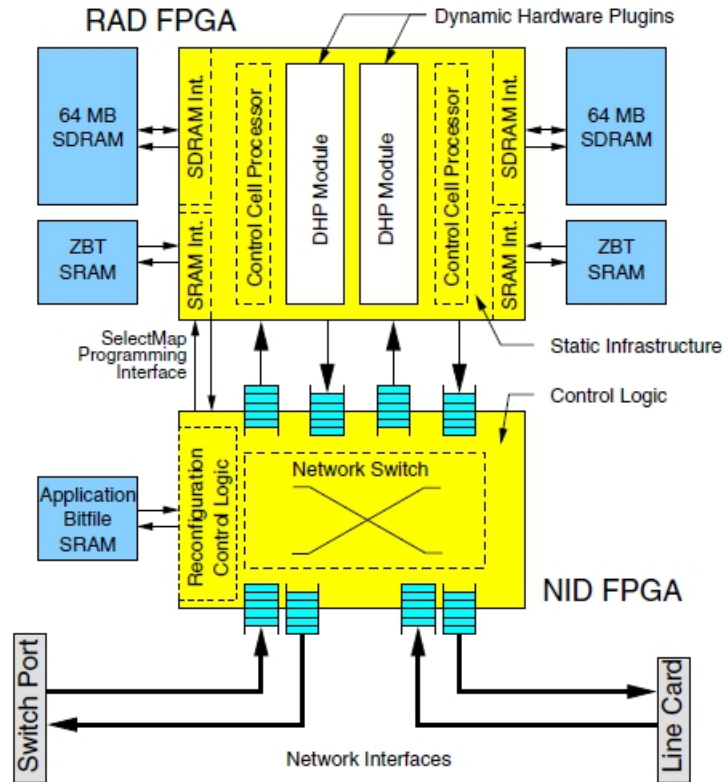 RAD FPGA
Dynamic Hardware Plugins
64 MB
SDRAM
SDRAM Int.
Control Cell Processor
DHP Module
DHP Module
Control Cell Processor
SDRAM Int.
64 MB
SDRAM
ZBT
SRAM
SRAM Int.
SRAM Int.
ZBT
SRAM
SelectMap
Programming
Interface
Static Infrastructure
Control Logic
Application
Bitfile
SRAM
Reconfiguration
Control Logic
Network Switch
NID FPGA
Switch Port
Network Interfaces
Line Card